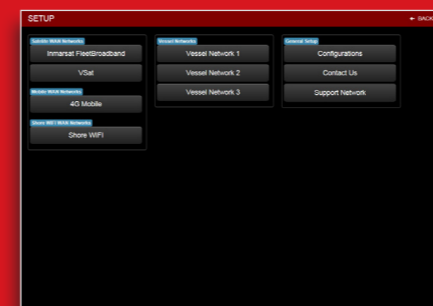 SETUP
← BACK
Satellite WAN Networks
Inmarsat FleetBroadband
VSat
Mobile WAN Networks
4G Mobile
Shore WIFI WAN Networks
Shore WIFI
Vessel Networks
Vessel Network 1
Vessel Network 2
Vessel Network 3
General Setup
Configurations
Contact Us
Support Network